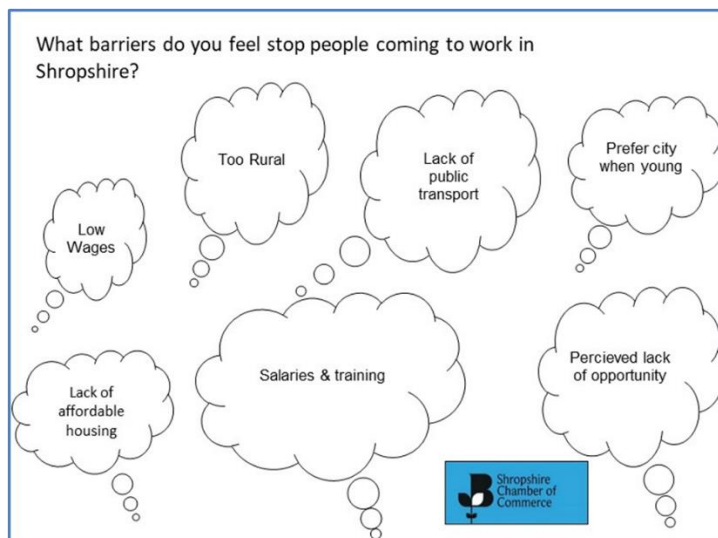 What barriers do you feel stop people coming to work in
Shropshire?
Too Rural
Lack of
public
transport
Prefer city
when young
Low
Wages
Lack of
affordable
housing
Salaries & training
Percieved lack
of opportunity
Shropshire
Chamber of
Commerce